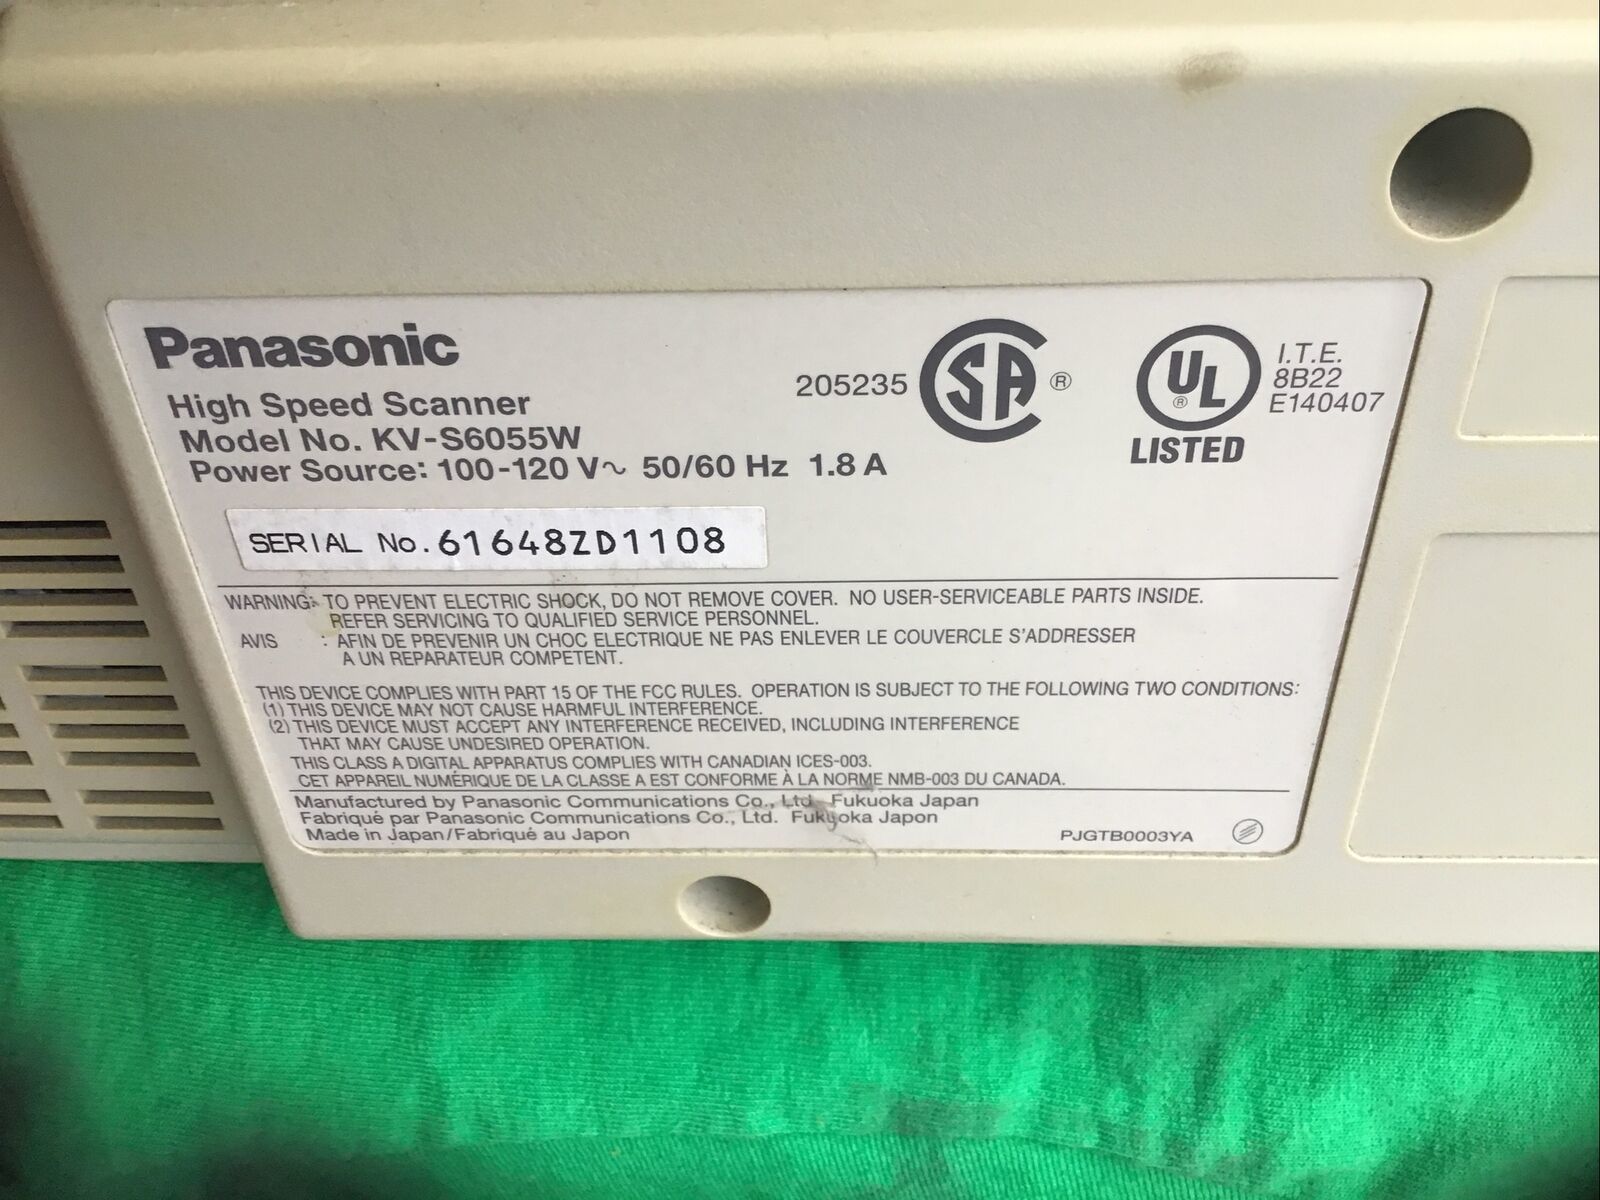 Panasonic
High Speed Scanner
Model No. KV-S6055W
Power Source: 100-120 V~ 50/60 Hz 1.8 A
205235 SA ®
UL ®
LISTED
I.T.E.
8B22
E140407
SERIAL No. 61648ZD1108
WARNING: TO PREVENT ELECTRIC SHOCK, DO NOT REMOVE COVER. NO USER-SERVICEABLE PARTS INSIDE.
REFER SERVICING TO QUALIFIED SERVICE PERSONNEL.
AVIS : AFIN DE PREVENIR UN CHOC ELECTRIQUE NE PAS ENLEVER LE COUVERCLE S'ADDRESSER
A UN REPARATEUR COMPETENT.
THIS DEVICE COMPLIES WITH PART 15 OF THE FCC RULES. OPERATION IS SUBJECT TO THE FOLLOWING TWO CONDITIONS:
(1) THIS DEVICE MAY NOT CAUSE HARMFUL INTERFERENCE.
(2) THIS DEVICE MUST ACCEPT ANY INTERFERENCE RECEIVED, INCLUDING INTERFERENCE
THAT MAY CAUSE UNDESIRED OPERATION.
THIS CLASS A DIGITAL APPARATUS COMPLIES WITH CANADIAN ICES-003.
CET APPAREIL NUMÉRIQUE DE LA CLASSE A EST CONFORME À LA NORME NMB-003 DU CANADA.
Manufactured by Panasonic Communications Co., Ltd. Fukuoka Japan
Fabriqué par Panasonic Communications Co., Ltd. Fukuoka Japon
Made in Japan/Fabriqué au Japon
PJGTB0003YA